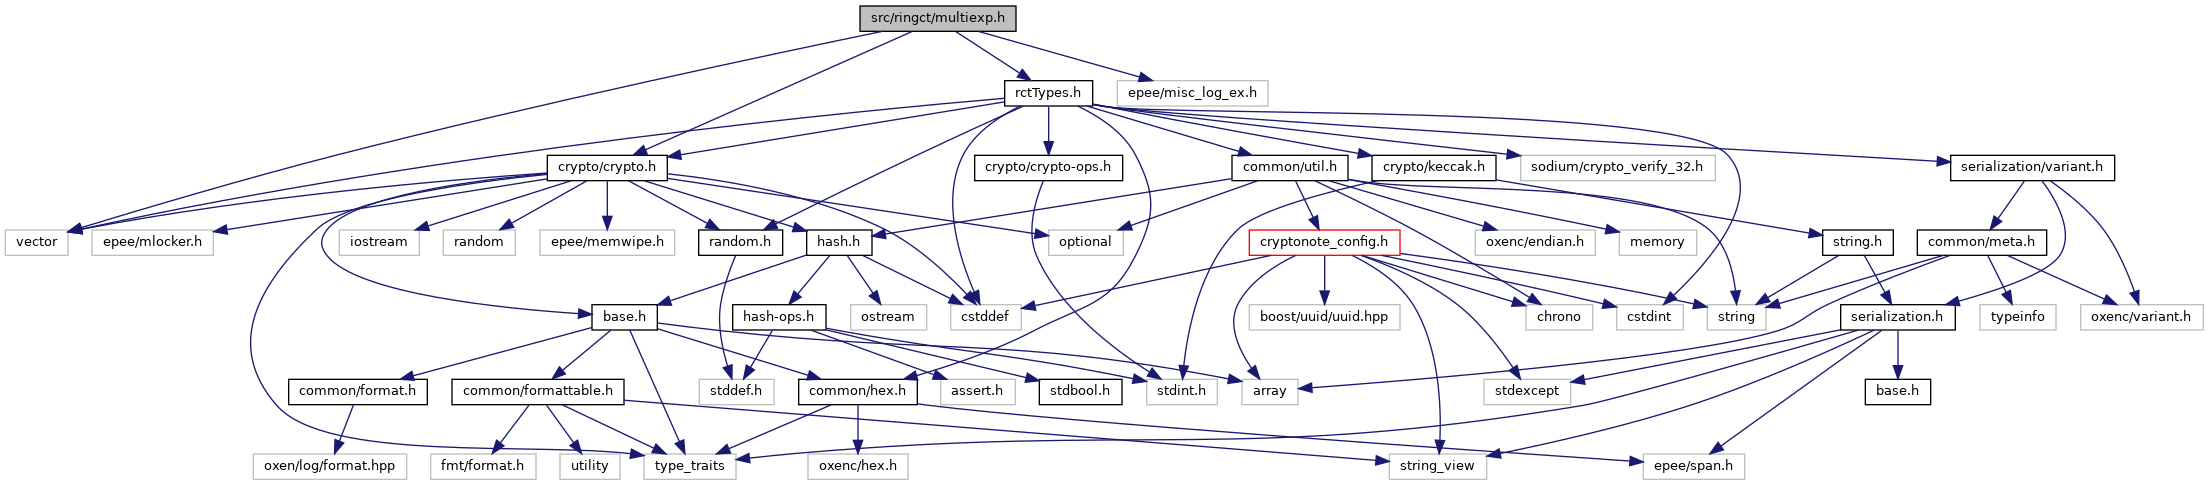 src/ringct/multiexp.h
rctTypes.h
epee/misc_log_ex.h
crypto/crypto.h
crypto/crypto-ops.h
common/util.h
crypto/keccak.h
sodium/crypto_verify_32.h
serialization/variant.h
vector
epee/mlocker.h
iostream
random
epee/memwipe.h
random.h
hash.h
optional
cryptonote_config.h
oxenc/endian.h
memory
string.h
common/meta.h
base.h
hash-ops.h
ostream
cstddef
boost/uuid/uuid.hpp
chrono
cstdint
string
serialization.h
typeinfo
oxenc/variant.h
common/format.h
common/formattable.h
stddef.h
common/hex.h
assert.h
stdbool.h
stdint.h
array
stdexcept
base.h
oxen/log/format.hpp
fmt/format.h
utility
type_traits
oxenc/hex.h
string_view
epee/span.h